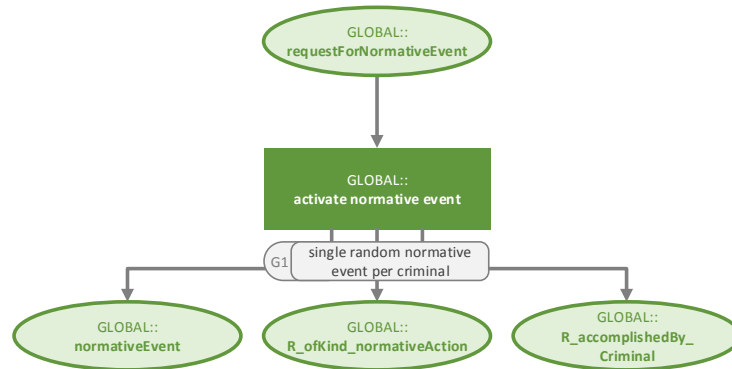 GLOBAL::
requestForNormativeEvent
GLOBAL::
activate normative event
G1
single random normative
event per criminal
GLOBAL::
normativeEvent
GLOBAL::
R_ofKind_normativeAction
GLOBAL::
R_accomplishedBy_
Criminal